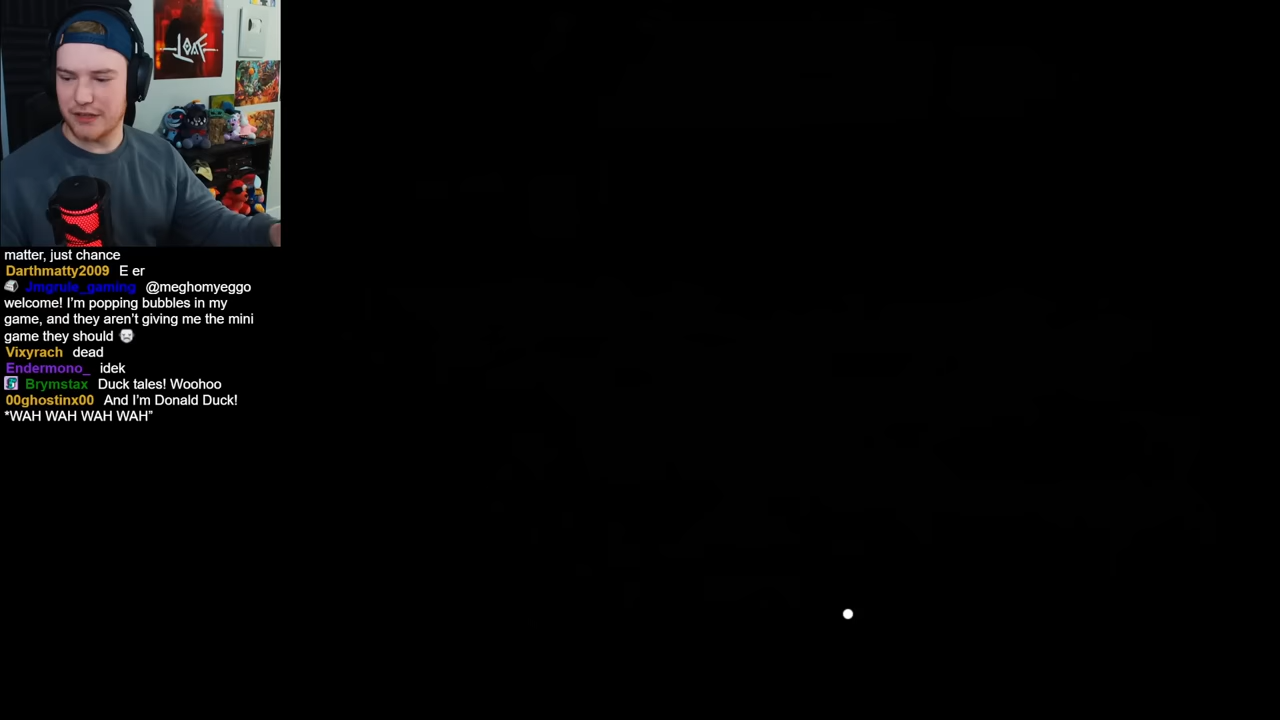 LOAF
matter, just chance
Darthmatty2009 E er
Jmgrule_gaming @meghomyeggo
welcome! I'm popping bubbles in my
game, and they aren't giving me the mini
game they should
Vixyrach dead
Endermono_ idek
Brymstax Duck tales! Woohoo
00ghostinx00 And I'm Donald Duck!
*WAH WAH WAH WAH"